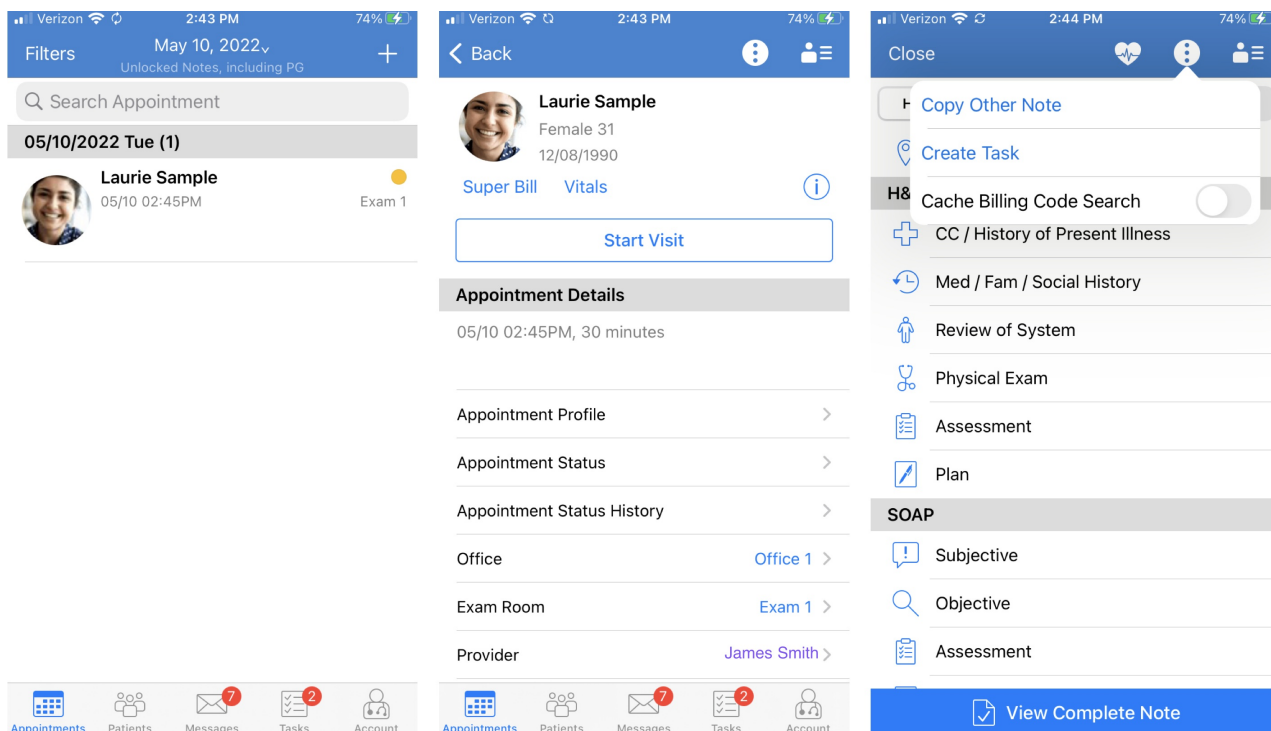 Verizon 2:43 PM 74%
Filters May 10, 2022
Unlocked Notes, including PG
Search Appointment
05/10/2022 Tue (1)
Laurie Sample
05/10 02:45PM Exam 1
Appointments Patients Messages 7 Tasks 2 Account
Verizon 2:43 PM 74%
Back
Laurie Sample
Female 31
12/08/1990
Super Bill Vitals
Start Visit
Appointment Details
05/10 02:45PM, 30 minutes
Appointment Profile
Appointment Status
Appointment Status History
Office Office 1
Exam Room Exam 1
Provider James Smith
Appointments Patients Messages 7 Tasks 2 Account
Verizon 2:44 PM 74%
Close
Copy Other Note
Create Task
H&
Cache Billing Code Search
CC / History of Present Illness
Med / Fam / Social History
Review of System
Physical Exam
Assessment
Plan
SOAP
Subjective
Objective
Assessment
View Complete Note